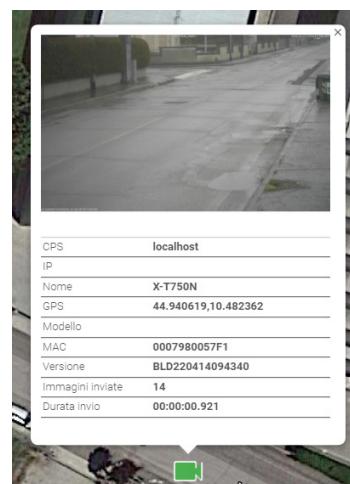 ×
CPS localhost
IP
Nome X-T750N
GPS 44.940619,10.482362
Modello
MAC 0007980057F1
Versione BLD220414094340
Immagini inviate 14
Durata invio 00:00:00.921